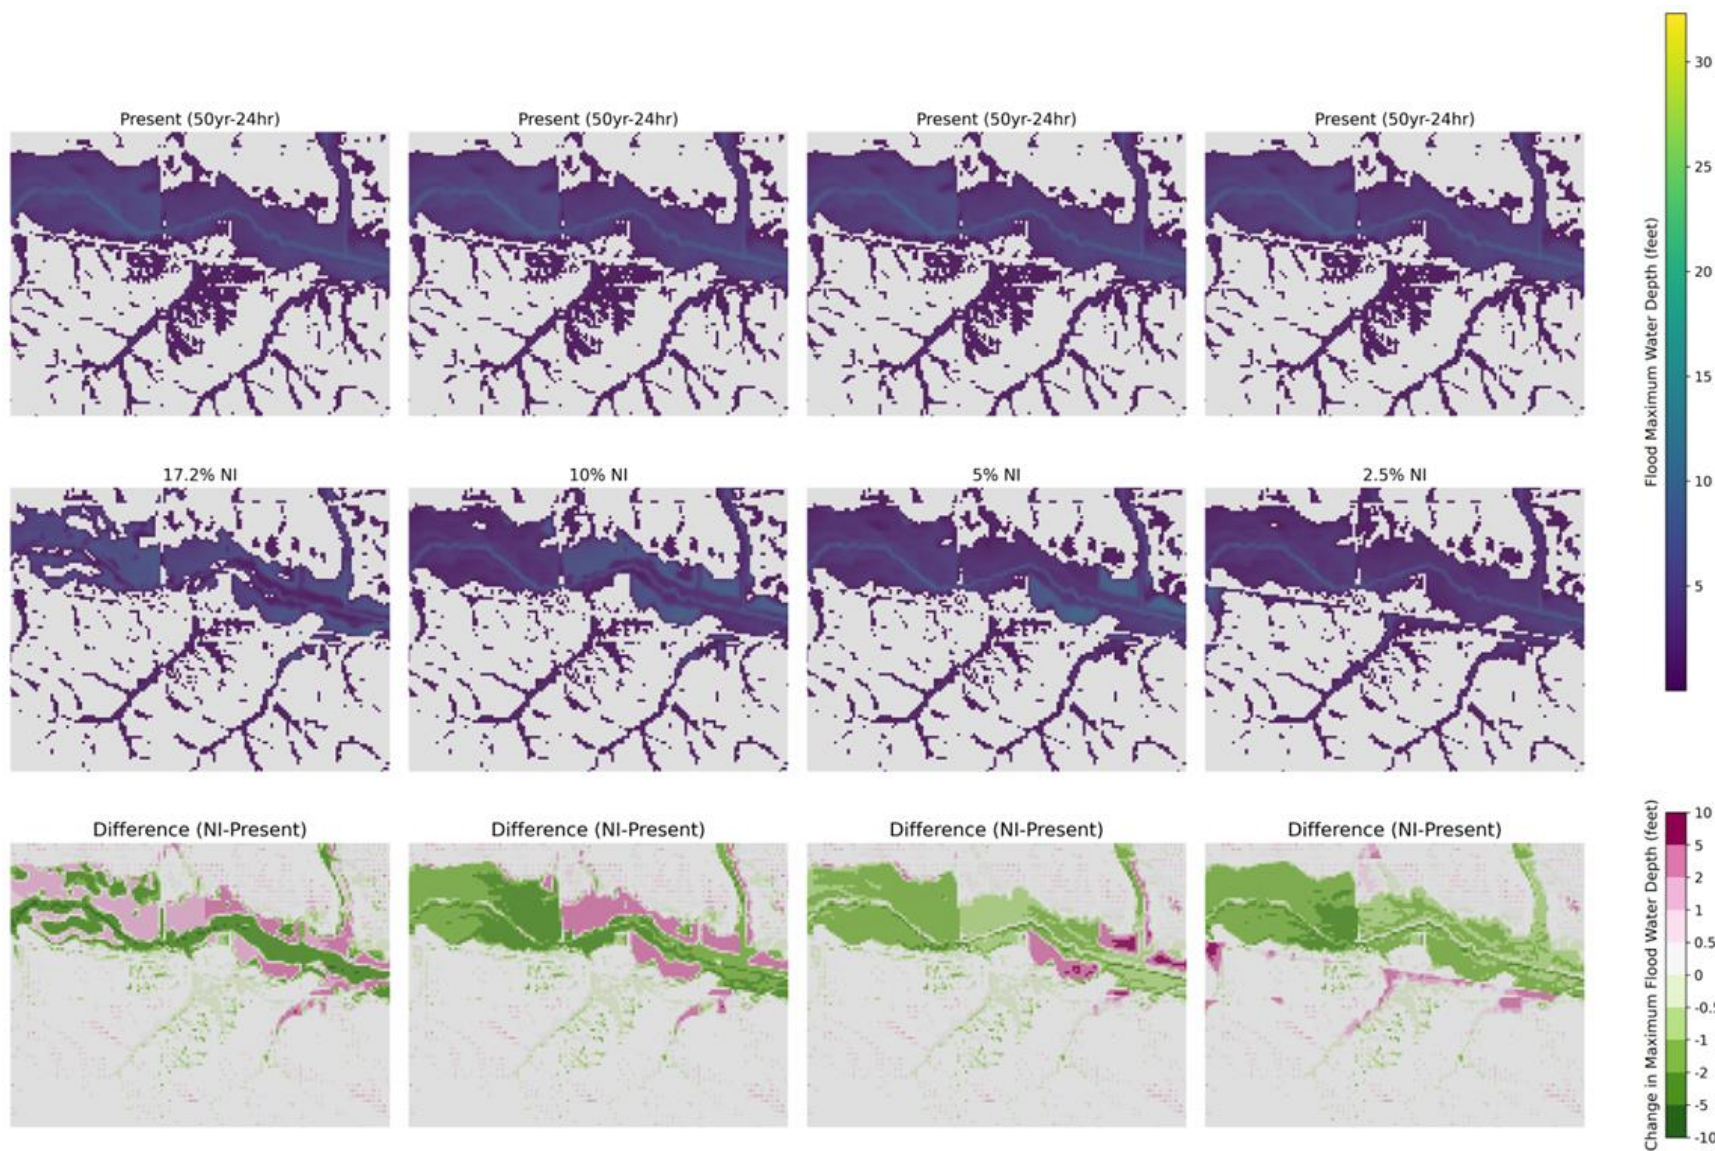 Present (50yr-24hr)
Present (50yr-24hr)
Present (50yr-24hr)
Present (50yr-24hr)
17.2% NI
10% NI
5% NI
2.5% NI
Difference (NI-Present)
Difference (NI-Present)
Difference (NI-Present)
Difference (NI-Present)
30
25
20
15
10
5
Flood Maximum Water Depth (feet)
10
5
2
1
0.5
0
-0.5
-1
-2
-5
-10
Change in Maximum Flood Water Depth (feet)